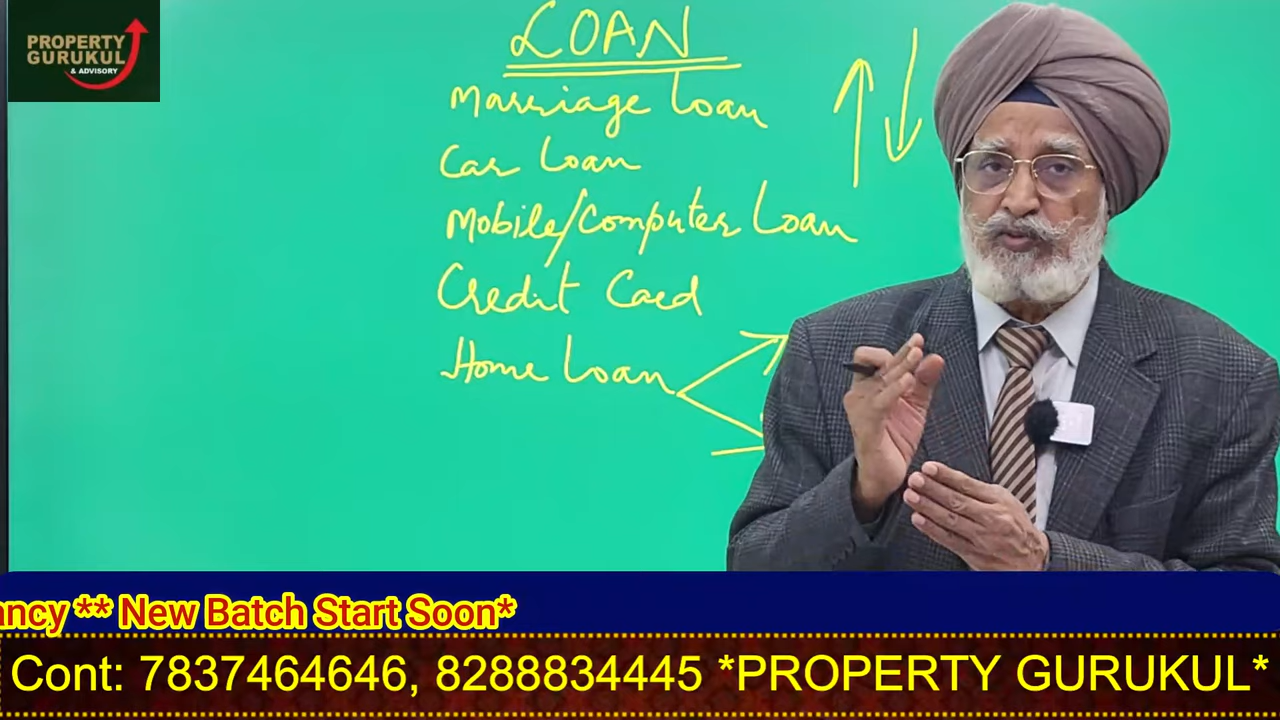 PROPERTY
GURUKUL
& ADVISORY
LOAN
Marriage Loan
Car Loan
Mobile/Computer Loan
Credit Card
Home Loan
ancy ** New Batch Start Soon*
Cont: 7837464646, 8288834445 *PROPERTY GURUKUL*